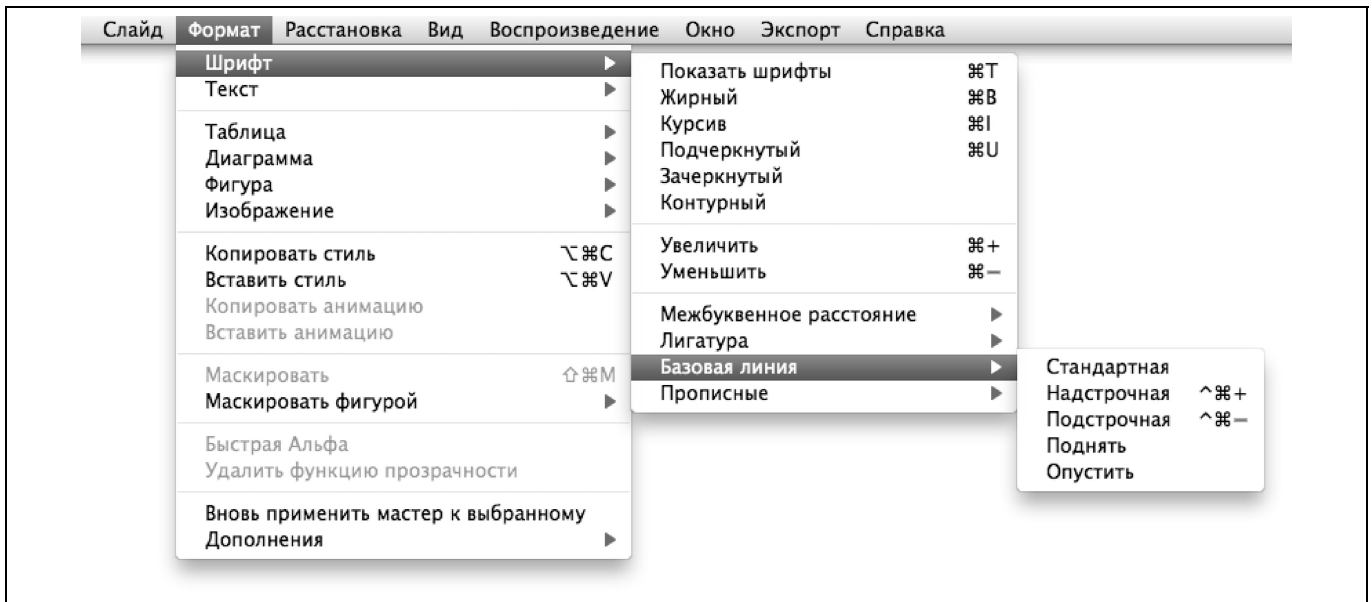 Слайд Формат Расстановка Вид Воспроизведение Окно Экспорт Справка
Шрифт
Текст
Таблица
Диаграмма
Фигура
Изображение
Копировать стиль ⌥⌘C
Вставить стиль ⌥⌘V
Копировать анимацию
Вставить анимацию
Маскировать ⇧⌘M
Маскировать фигурой
Быстрая Альфа
Удалить функцию прозрачности
Вновь применить мастер к выбранному
Дополнения
Показать шрифты ⌘T
Жирный ⌘B
Курсив ⌘I
Подчеркнутый ⌘U
Зачеркнутый
Контурный
Увеличить ⌘+
Уменьшить ⌘−
Межбуквенное расстояние
Лигатура
Базовая линия
Прописные
Стандартная
Надстрочная ^⌘+
Подстрочная ^⌘−
Поднять
Опустить